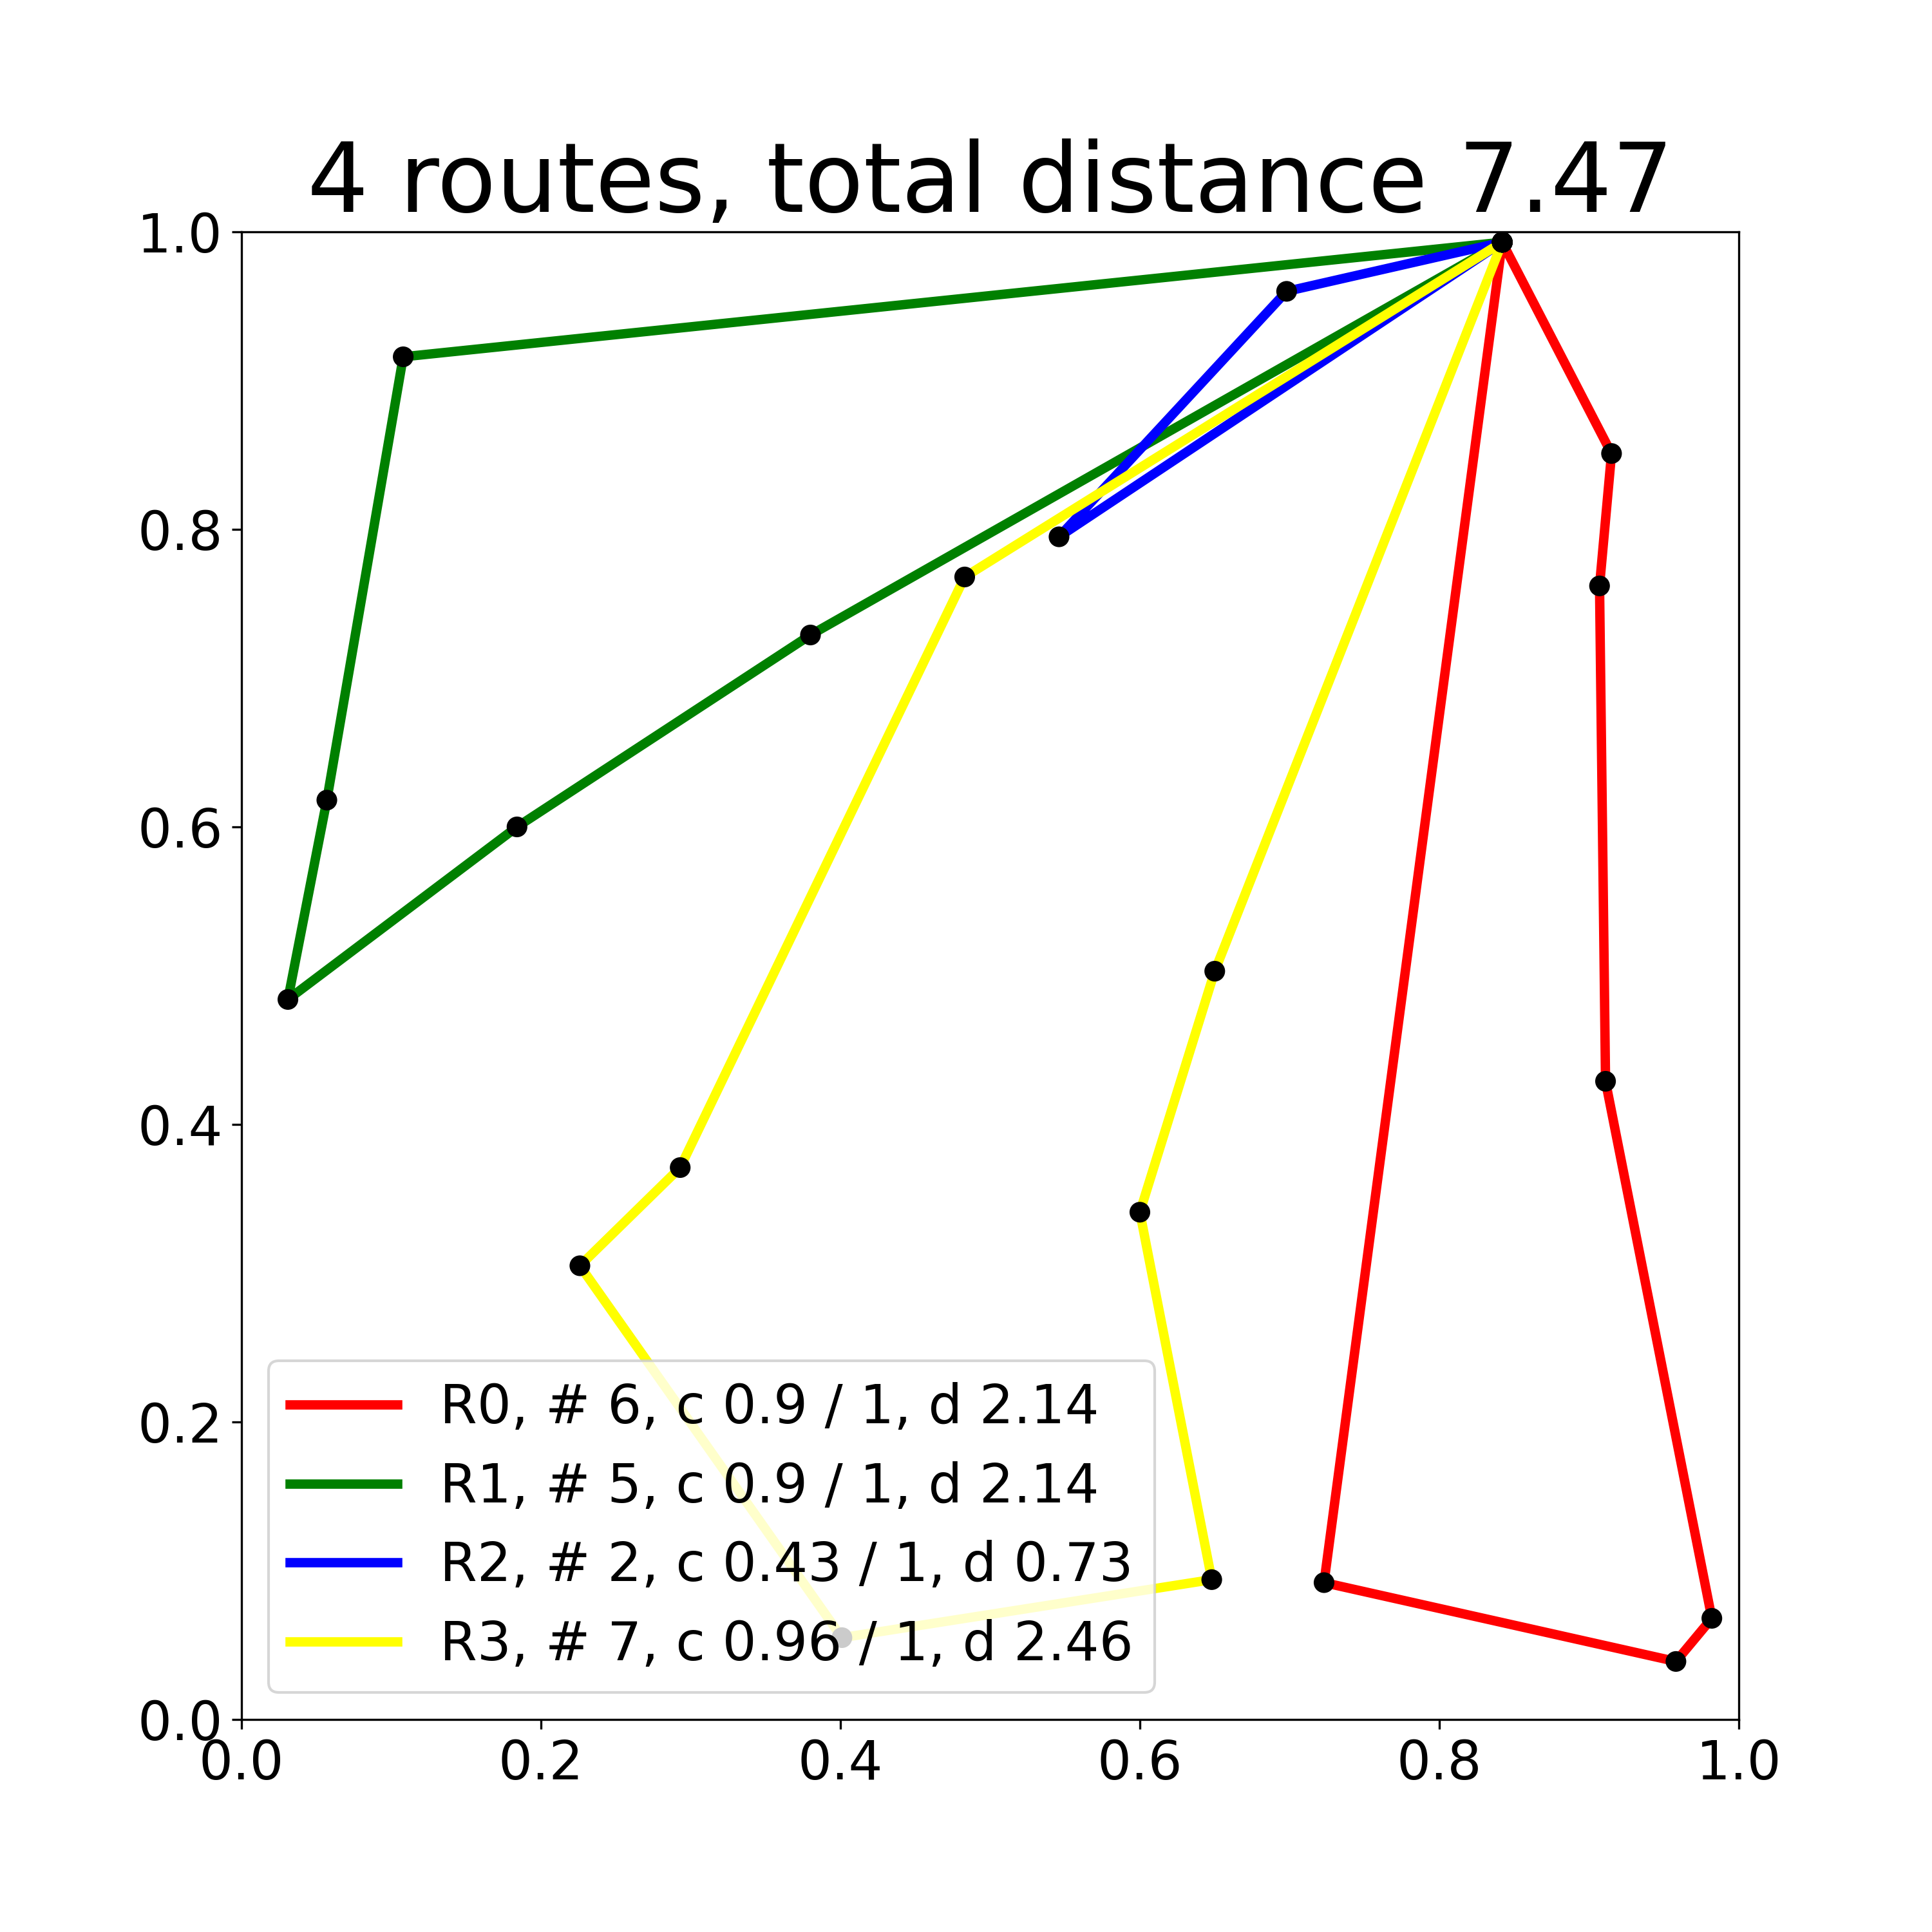 4 routes, total distance 7.47
1.0
0.8
0.6
0.4
0.2
0.0
R0, # 6, c 0.9 / 1, d 2.14
R1, # 5, c 0.9 / 1, d 2.14
R2, # 2, c 0.43 / 1, d 0.73
R3, # 7, c 0.96 / 1, d 2.46
0.0 0.2 0.4 0.6 0.8 1.0